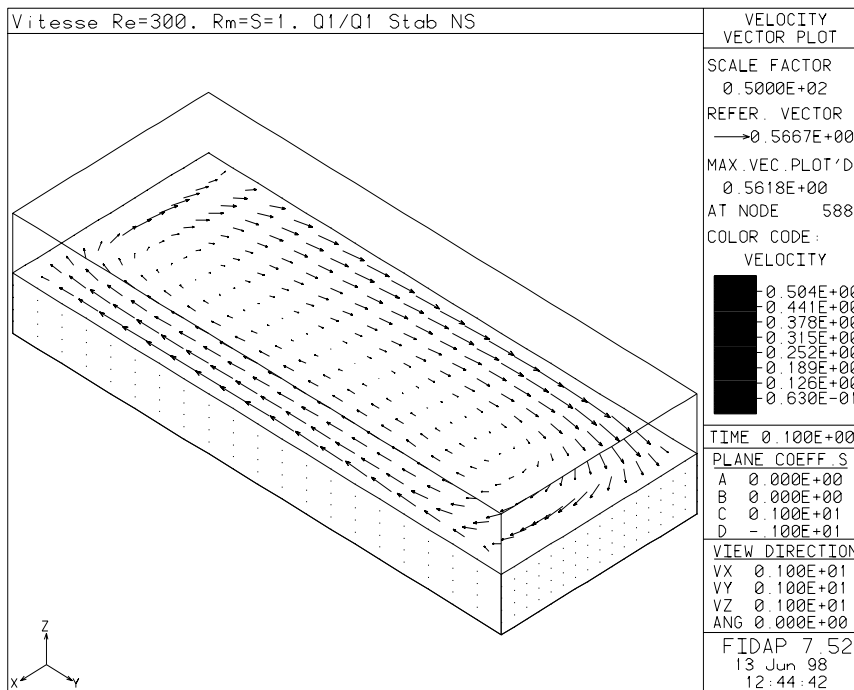 Vitesse Re=300. Rm=S=1. Q1/Q1 Stab NS
VELOCITY
VECTOR PLOT
SCALE FACTOR
0.5000E+02
REFER. VECTOR
0.5667E+00
MAX.VEC.PLOT'D
0.5618E+00
AT NODE 588
COLOR CODE:
VELOCITY
0.504E+00
0.441E+00
0.378E+00
0.315E+00
0.252E+00
0.189E+00
0.126E+00
0.630E-01
TIME 0.100E+00
PLANE COEFF.S
A 0.000E+00
B 0.000E+00
C 0.100E+01
D -.100E+01
VIEW DIRECTION
VX 0.100E+01
VY 0.100E+01
VZ 0.100E+01
ANG 0.000E+00
FIDAP 7.52
13 Jun 98
12:44:42
Z
X
Y